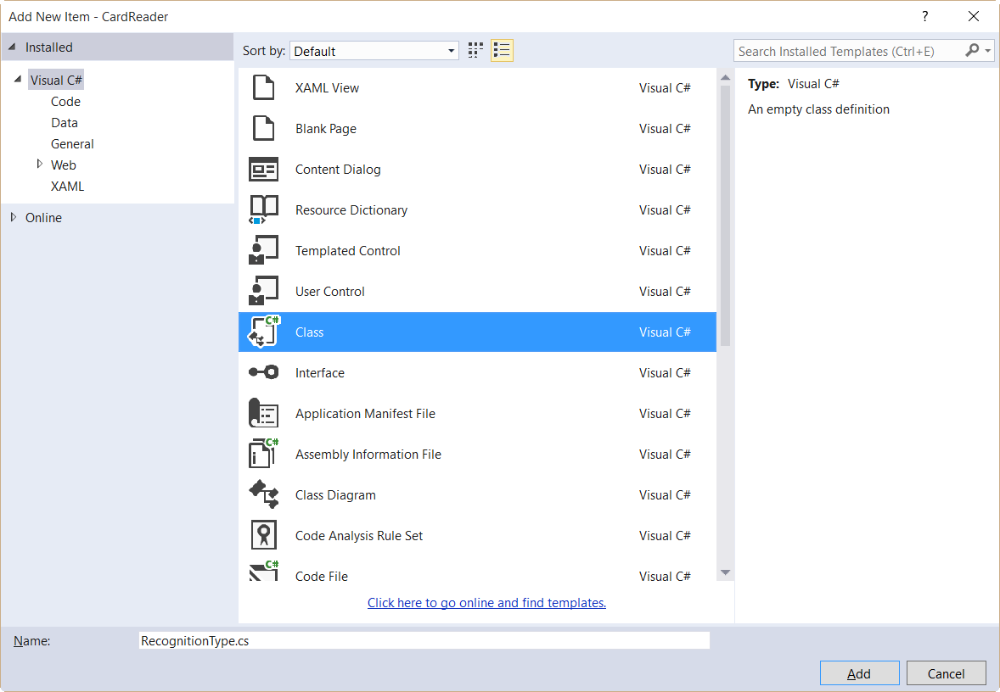 Add New Item - CardReader
?
Installed
Visual C#
Code
Data
General
Web
XAML
Online
Sort by: Default
Search Installed Templates (Ctrl+E)
XAML View Visual C#
Blank Page Visual C#
Content Dialog Visual C#
Resource Dictionary Visual C#
Templated Control Visual C#
User Control Visual C#
C# Class Visual C#
Interface Visual C#
Application Manifest File Visual C#
C# Assembly Information File Visual C#
Class Diagram Visual C#
Code Analysis Rule Set Visual C#
C# Code File Visual C#
Click here to go online and find templates.
Type: Visual C#
An empty class definition
Name: RecognitionType.cs
Add Cancel